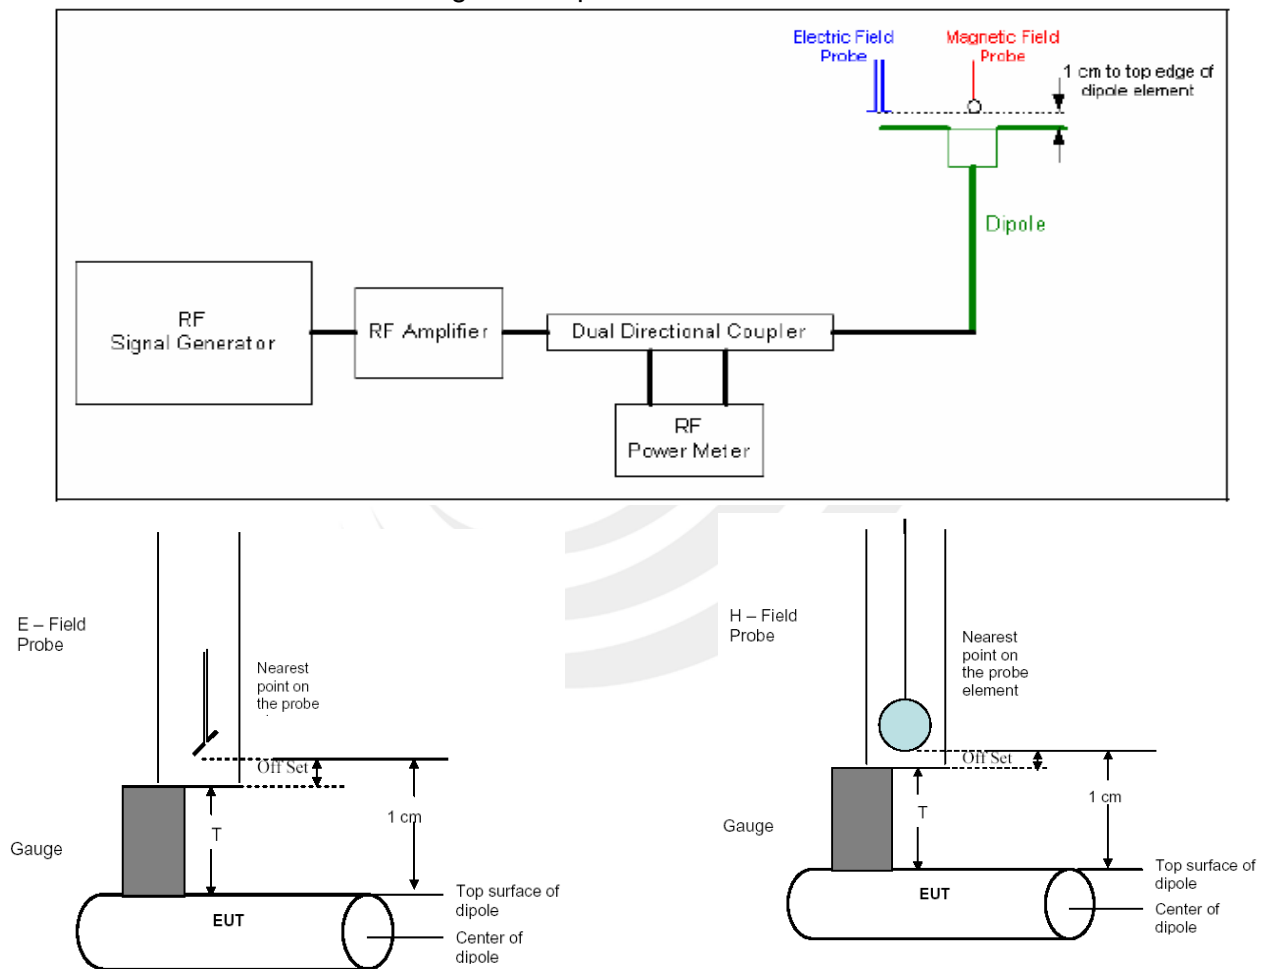 Electric Field
Probe
Magnetic Field
Probe
1 cm to top edge of
dipole element
Dipole
RF
Signal Generator
RF Amplifier
Dual Directional Coupler
RF
Power Meter
E – Field
Probe
Nearest
point on
the probe
Off Set
1 cm
T
Gauge
EUT
Top surface of
dipole
Center of
dipole
H – Field
Probe
Nearest
point on
the probe
element
Off Set
1 cm
T
Gauge
EUT
Top surface of
dipole
Center of
dipole